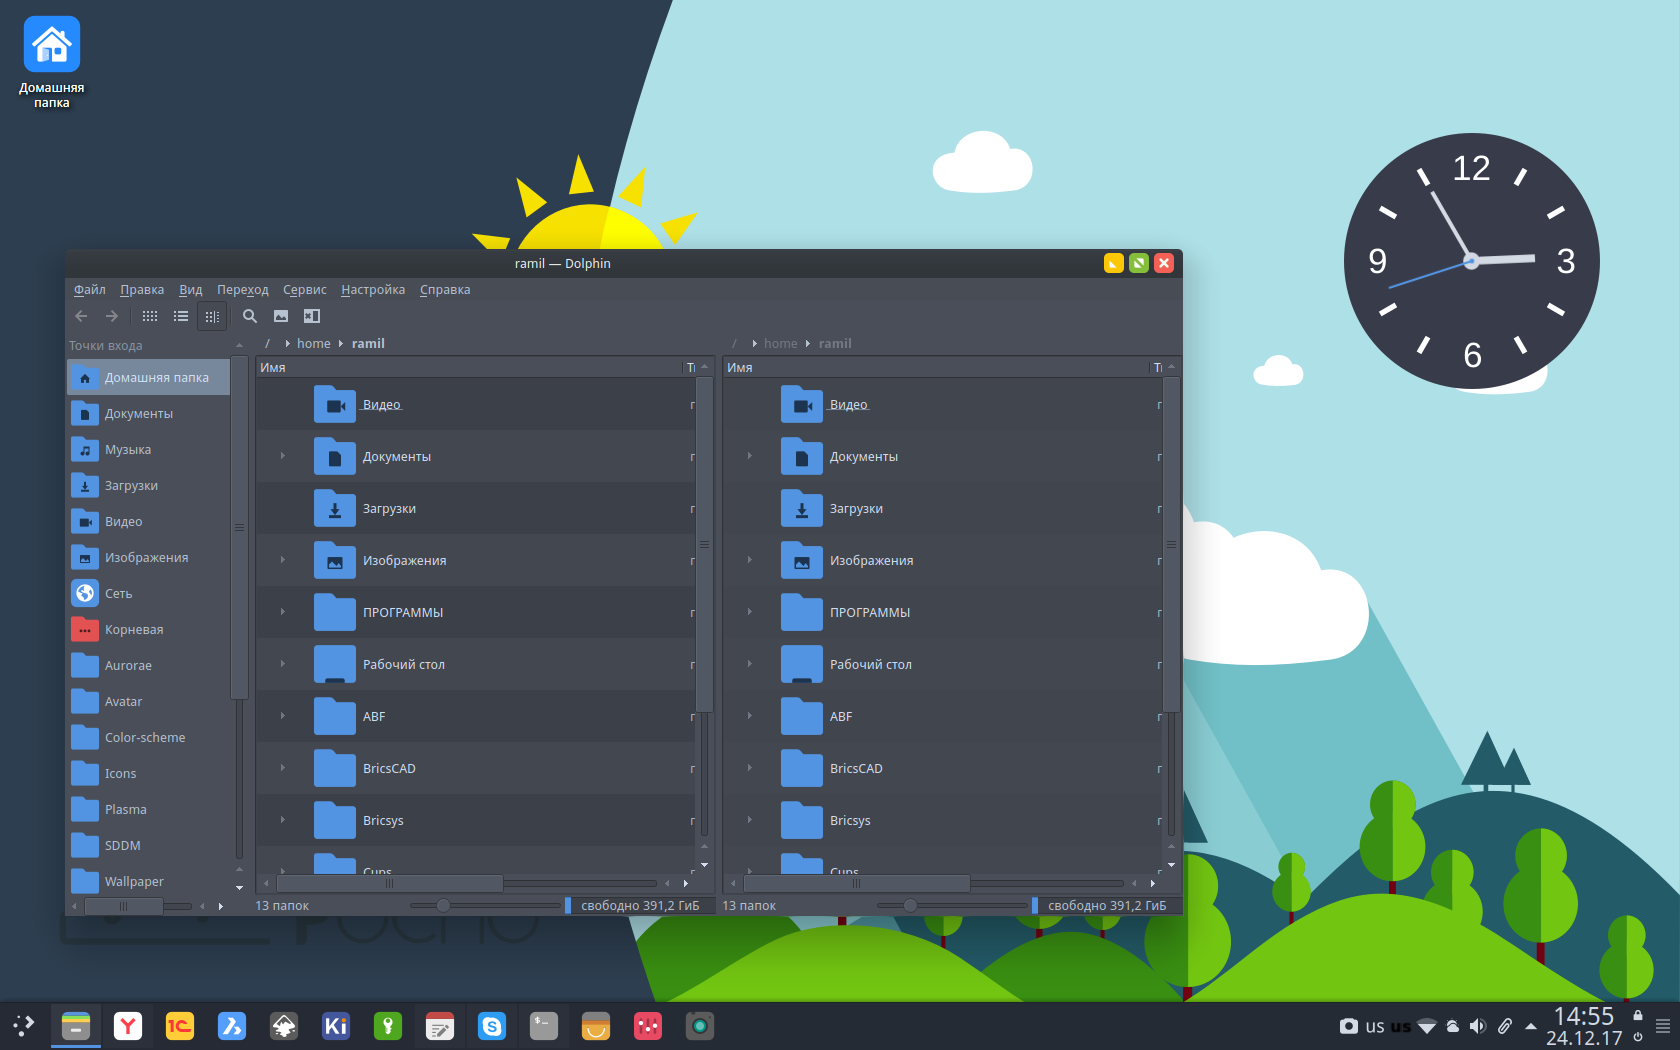 Домашняя
папка
12
9
3
6
ramil — Dolphin
Файл Правка Вид Переход Сервис Настройка Справка
Точки входа
Домашняя папка
Документы
Музыка
Загрузки
Видео
Изображения
Сеть
Корневая
Aurorae
Avatar
Color-scheme
Icons
Plasma
SDDM
Wallpaper
/ home ramil
Имя
Видео
Документы
Загрузки
Изображения
ПРОГРАММЫ
Рабочий стол
ABF
BricsCAD
Bricsys
Cups
13 папок
свободно 391,2 ГиБ
/ home ramil
Имя
Видео
Документы
Загрузки
Изображения
ПРОГРАММЫ
Рабочий стол
ABF
BricsCAD
Bricsys
Cups
13 папок
свободно 391,2 ГиБ
Y 1C Ki S
us us
14:55
24.12.17